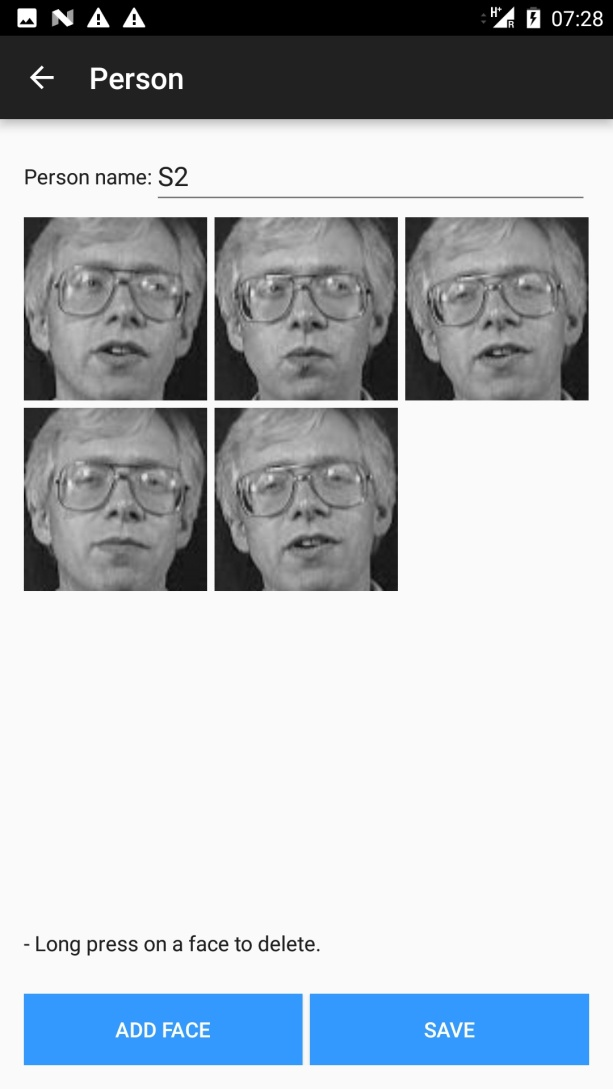 H+ R 07:28
Person
Person name: S2
- Long press on a face to delete.
ADD FACE SAVE